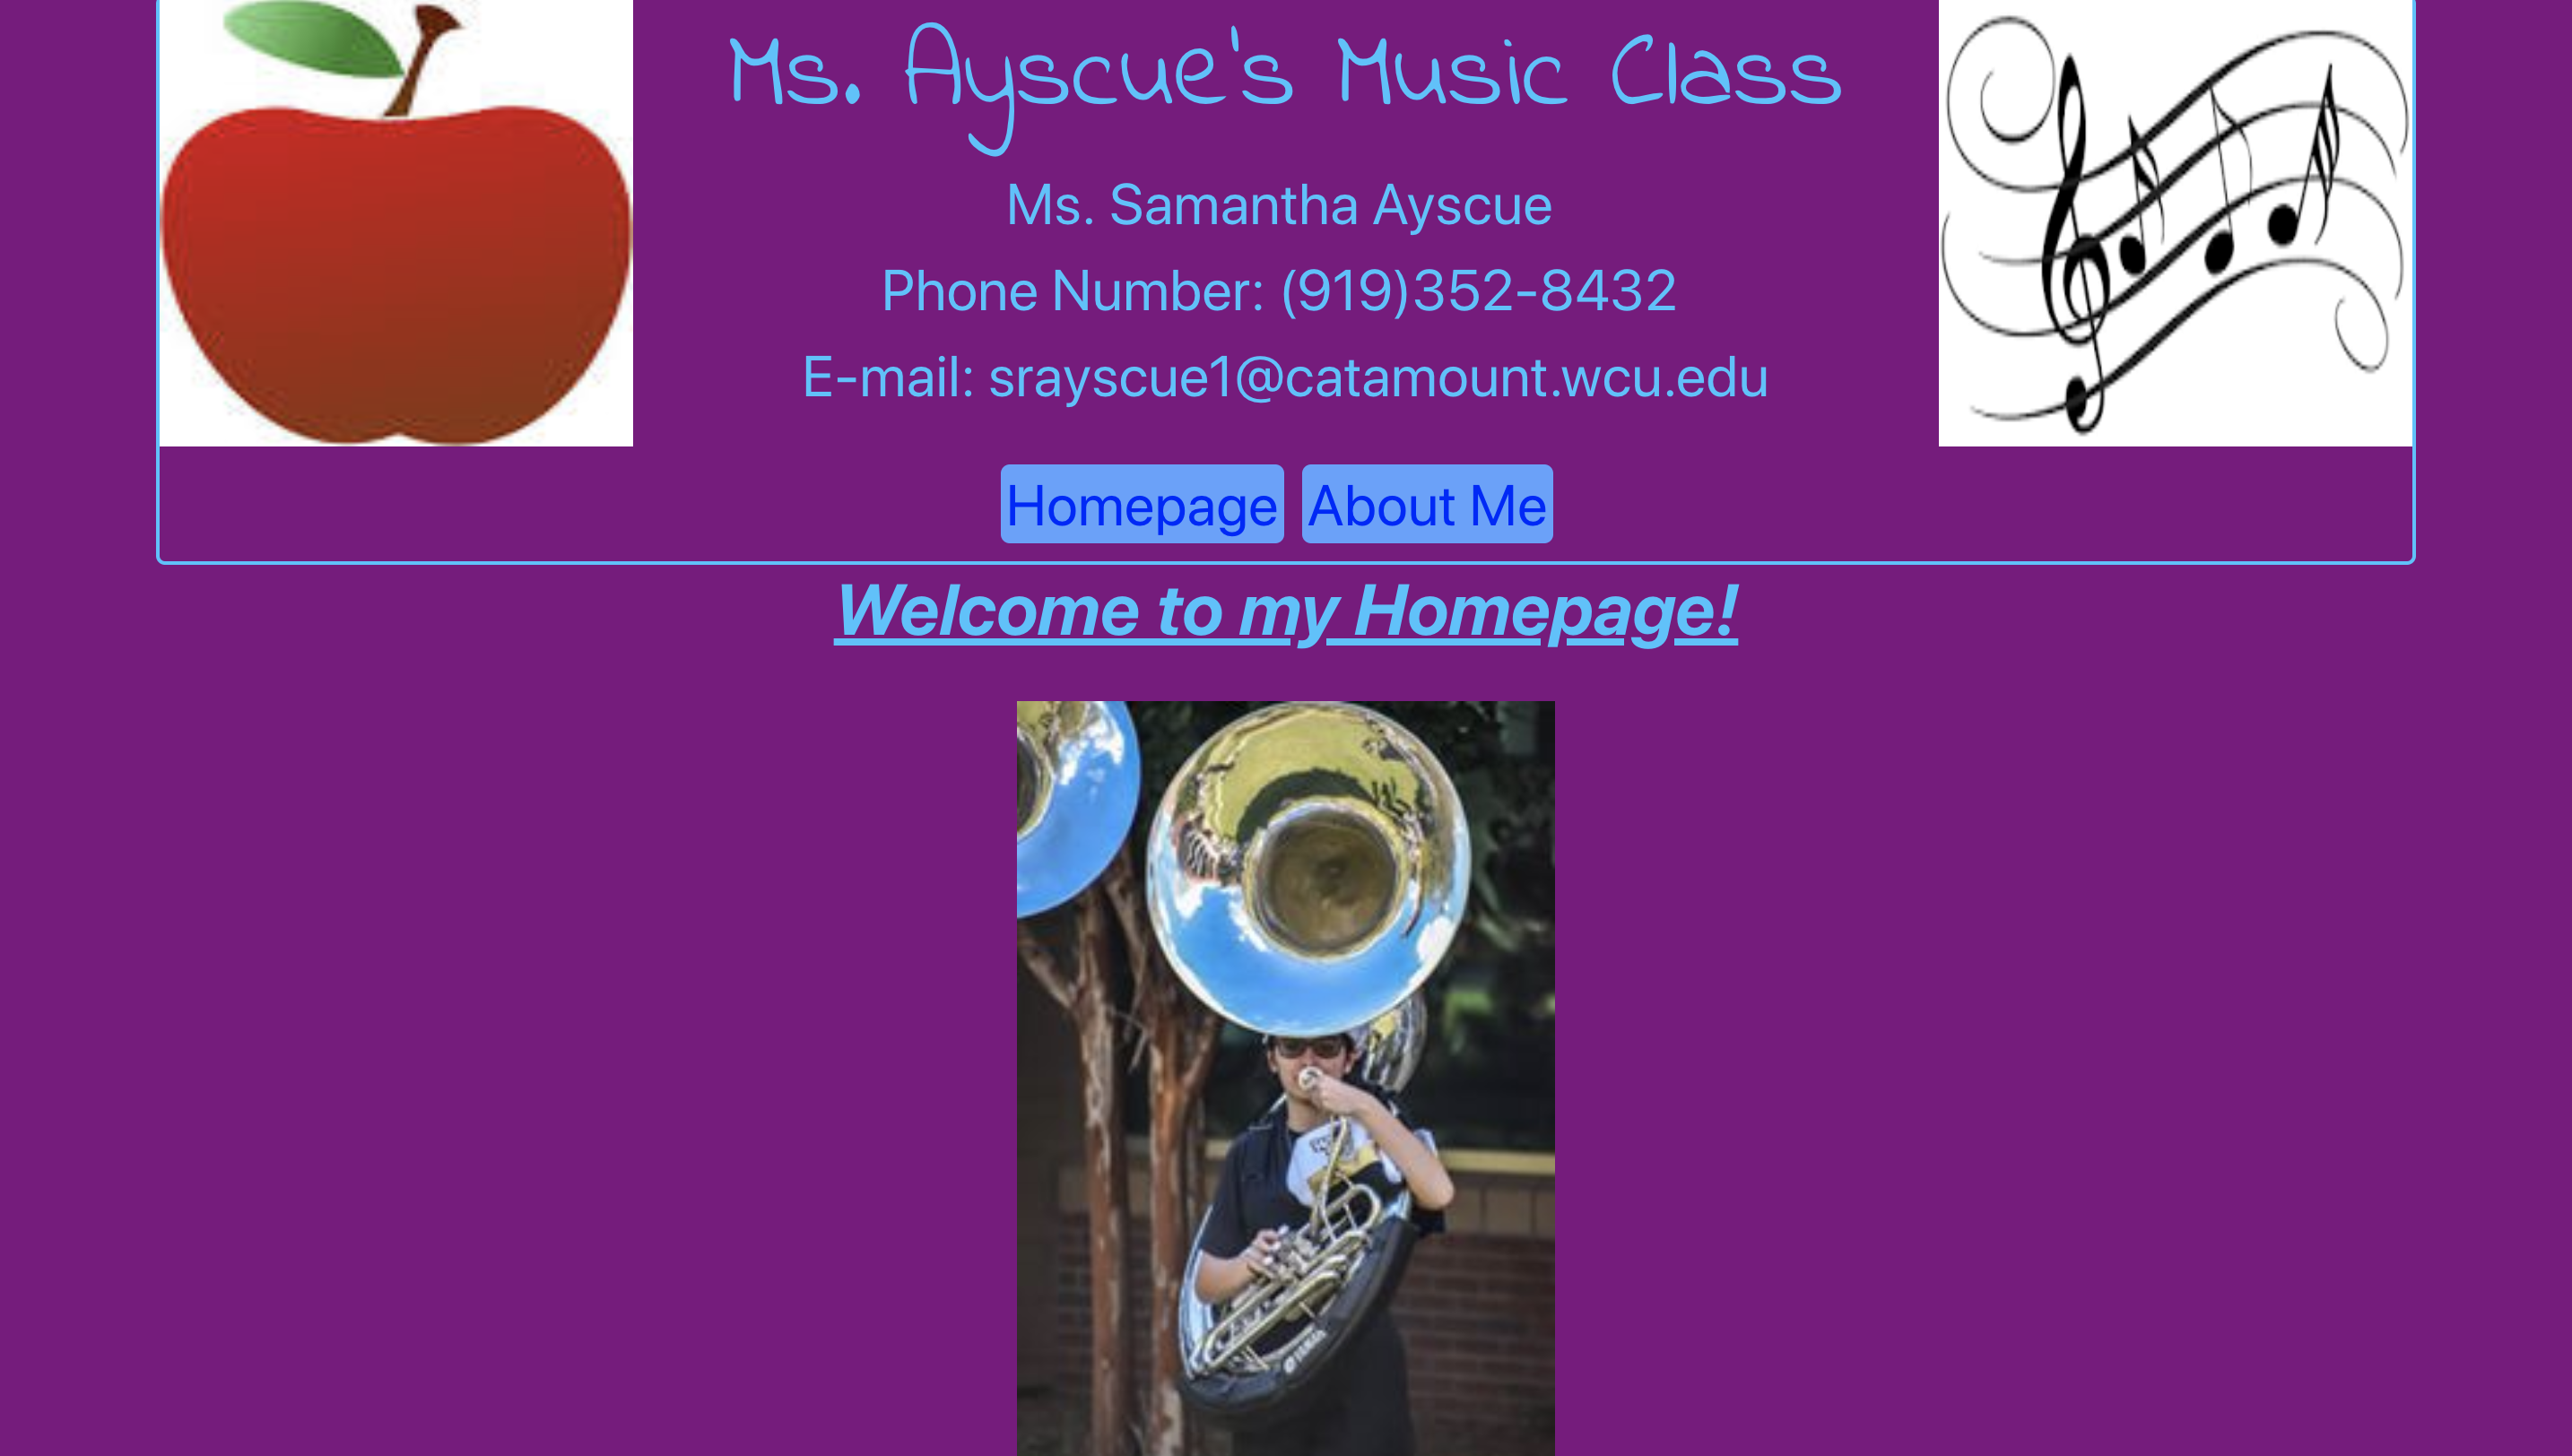 Ms. Ayscue's Music Class
Ms. Samantha Ayscue
Phone Number: (919)352-8432
E-mail: srayscue1@catamount.wcu.edu
Homepage About Me
Welcome to my Homepage!